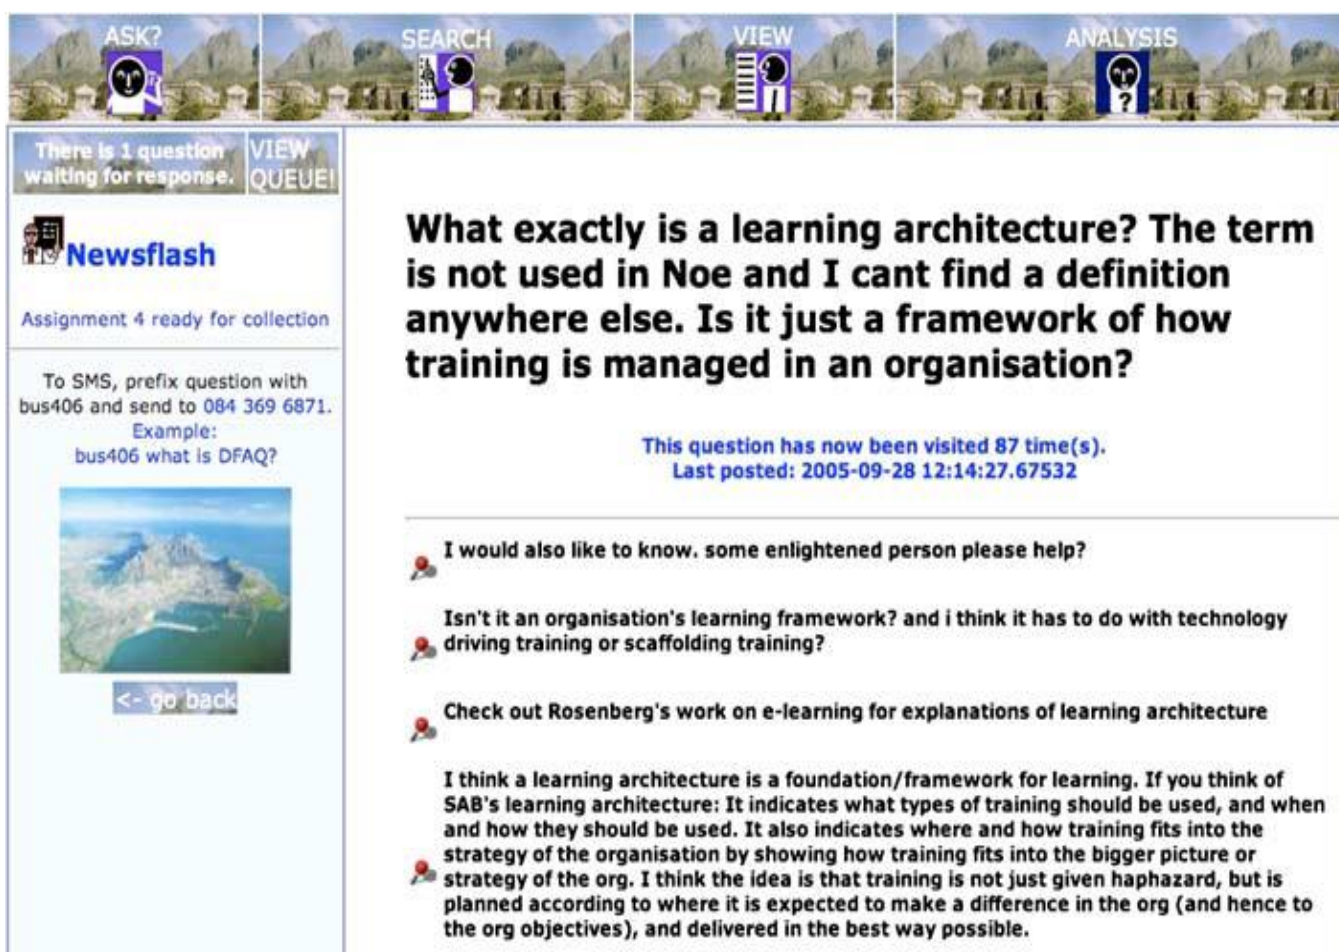 ASK?
SEARCH
VIEW
ANALYSIS
There is 1 question
waiting for response.
VIEW
QUEUE!
Newsflash
Assignment 4 ready for collection
To SMS, prefix question with
bus406 and send to 084 369 6871.
Example:
bus406 what is DFAQ?
<- go back
What exactly is a learning architecture? The term
is not used in Noe and I cant find a definition
anywhere else. Is it just a framework of how
training is managed in an organisation?
This question has now been visited 87 time(s).
Last posted: 2005-09-28 12:14:27.67532
I would also like to know. some enlightened person please help?
Isn't it an organisation's learning framework? and i think it has to do with technology
driving training or scaffolding training?
Check out Rosenberg's work on e-learning for explanations of learning architecture
I think a learning architecture is a foundation/framework for learning. If you think of
SAB's learning architecture: It indicates what types of training should be used, and when
and how they should be used. It also indicates where and how training fits into the
strategy of the organisation by showing how training fits into the bigger picture or
strategy of the org. I think the idea is that training is not just given haphazard, but is
planned according to where it is expected to make a difference in the org (and hence to
the org objectives), and delivered in the best way possible.